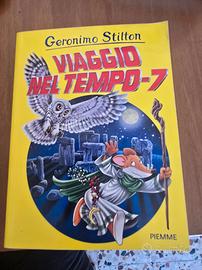 Geronimo Stilton
VIAGGIO
NEL TEMPO-7
PIEMME